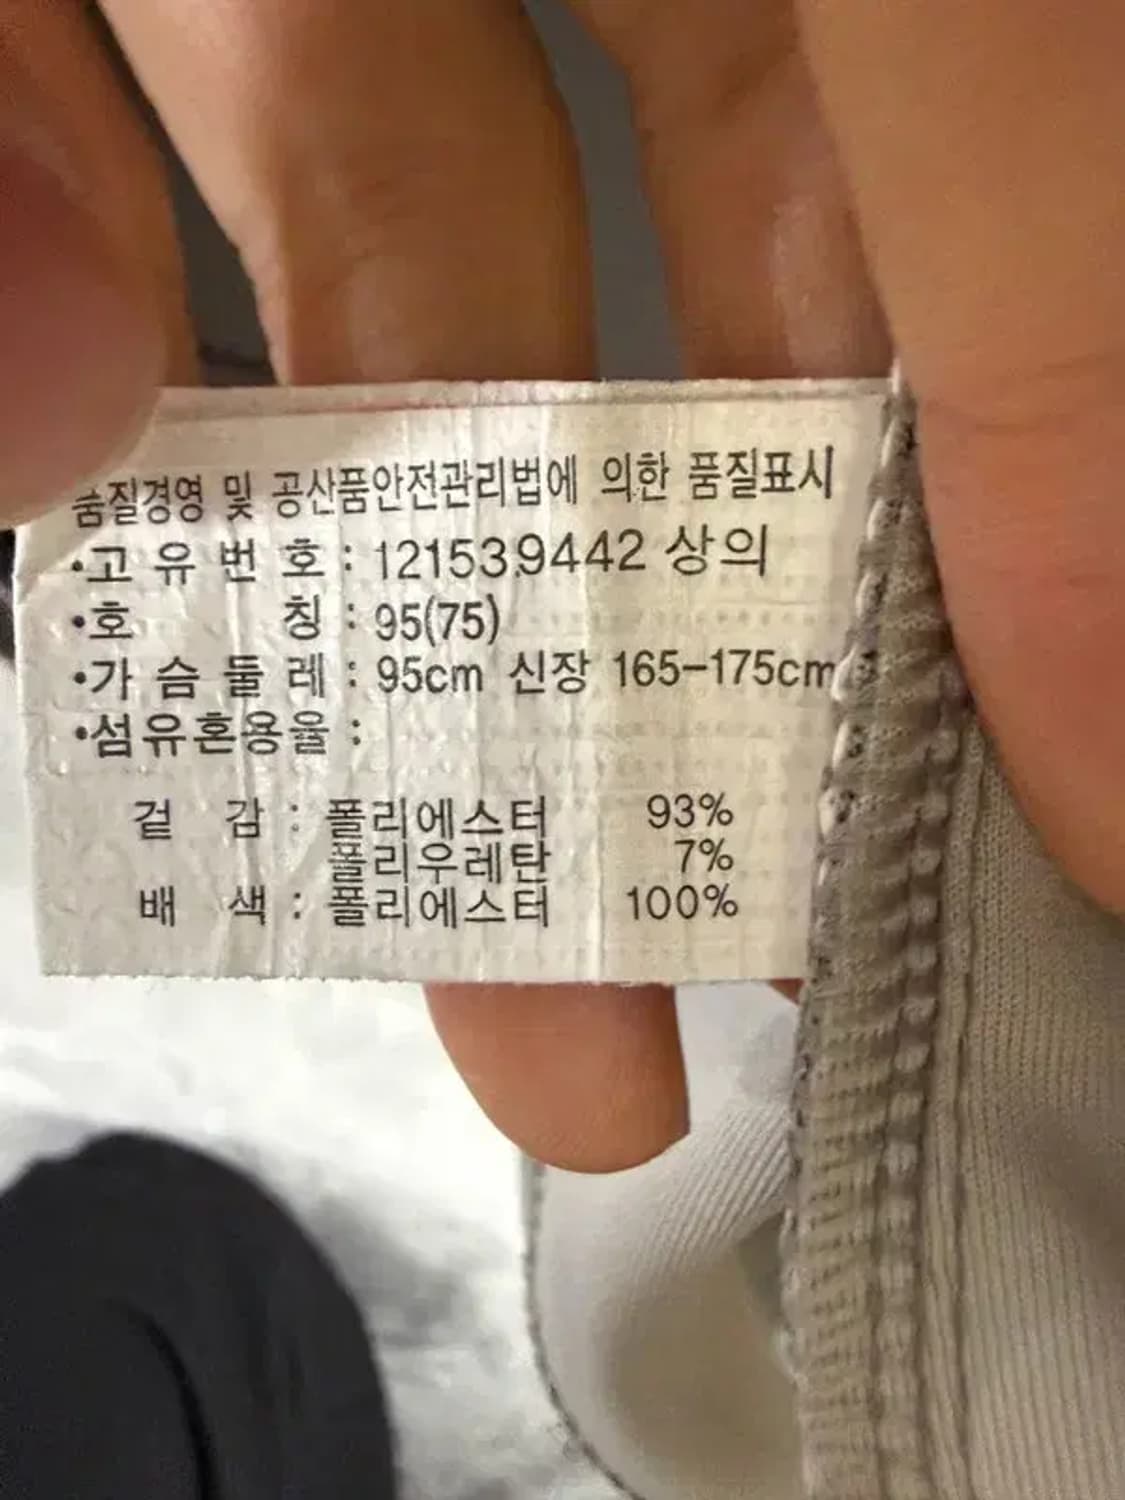 품질경영 및 공산품안전관리법에 의한 품질표시
•고유번호 : 121539442 상의
•호 칭 : 95(75)
•가슴둘레 : 95cm 신장 165-175cm
•섬유혼용율 :
겉 감 : 폴리에스터 93%
폴리우레탄 7%
배 색 : 폴리에스터 100%